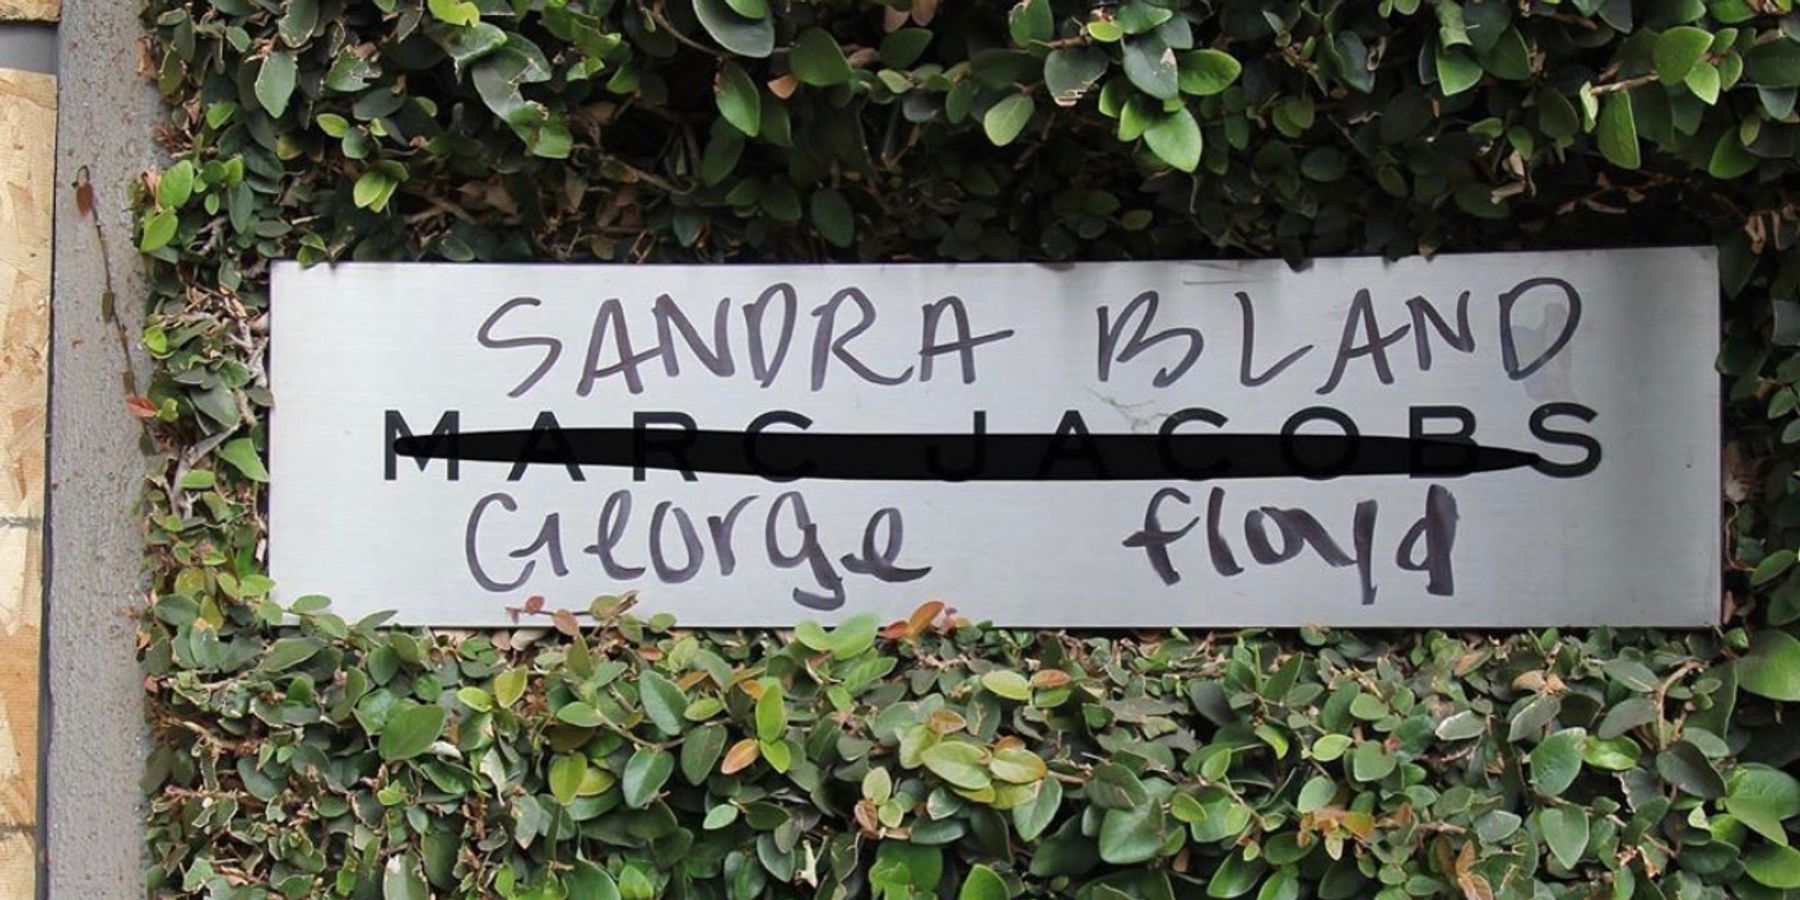 SANDRA BLAND
MARC JACOBS
George floyd